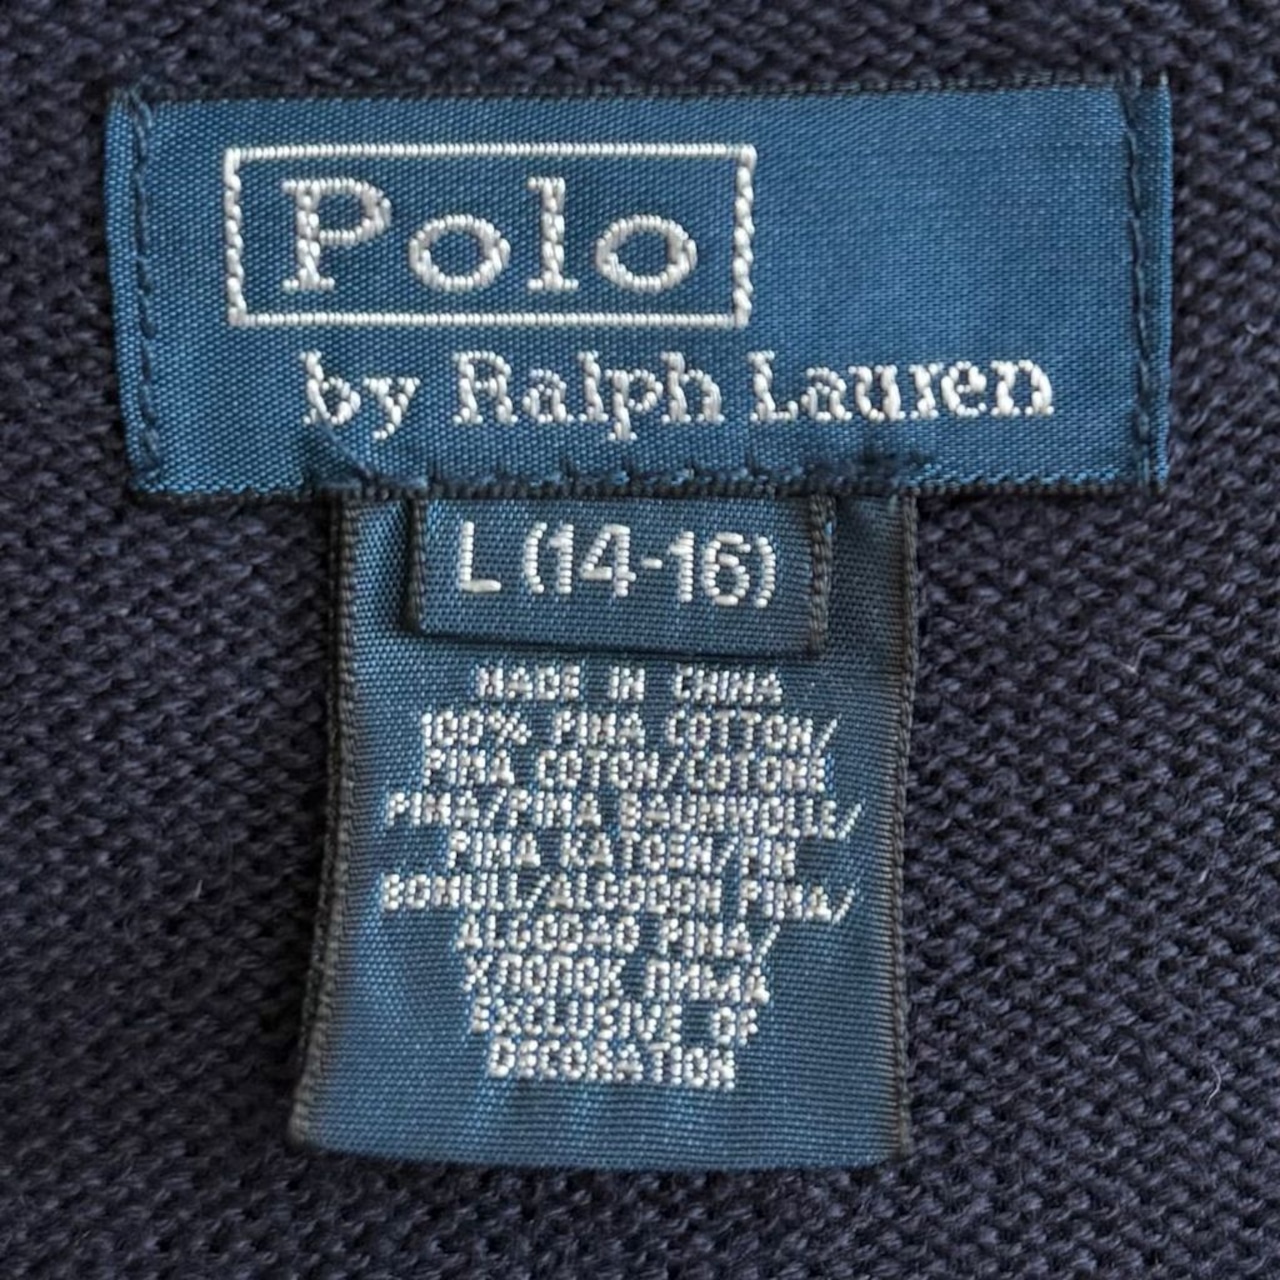 Polo
by Ralph Lauren
L (14-16)
MADE IN CHINA
100% PIMA COTTON/
PIMA COTON/COTONE
PIMA/PIMA BAUMWOLLE/
PIMA KATOEN/
BOMULL/ALGODON PIMA/
ALGODAO PIMA/
ХЛОПОК ПИМА
EXCLUSIVE OF
DECORATION